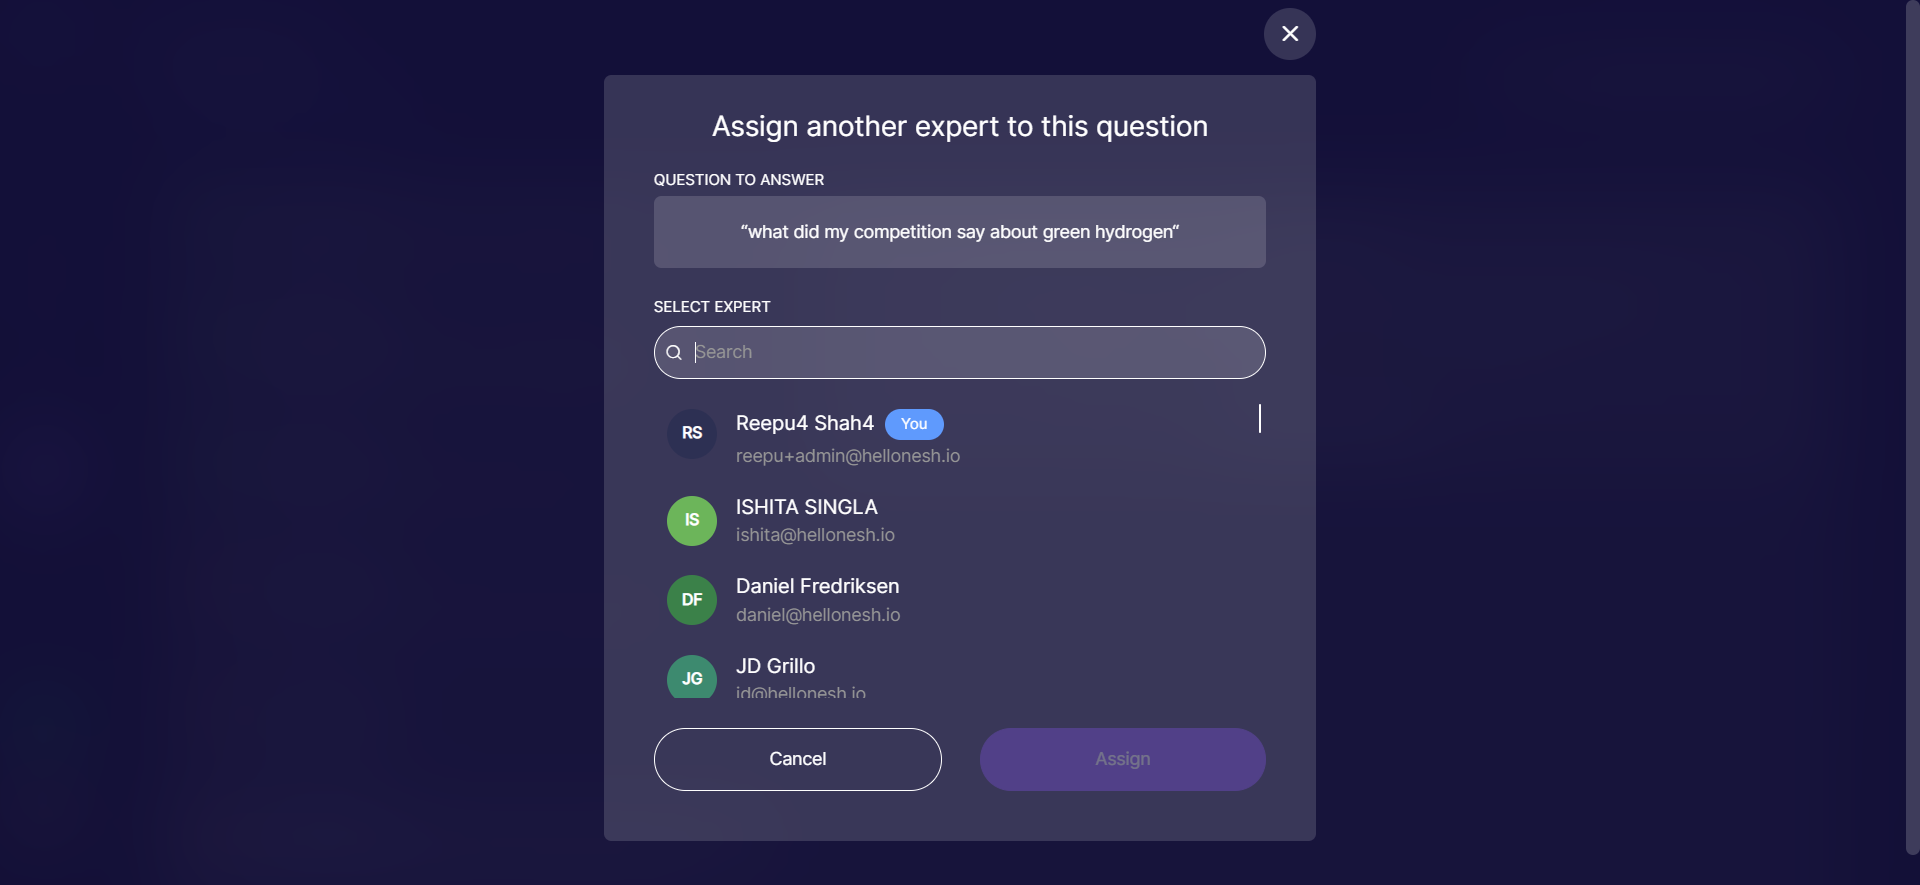 Assign another expert to this question
QUESTION TO ANSWER
“what did my competition say about green hydrogen“
SELECT EXPERT
Search
RS
Reepu4 Shah4 You
reepu+admin@hellonesh.io
IS
ISHITA SINGLA
ishita@hellonesh.io
DF
Daniel Fredriksen
daniel@hellonesh.io
JG
JD Grillo
jd@hellonesh.io
Cancel
Assign